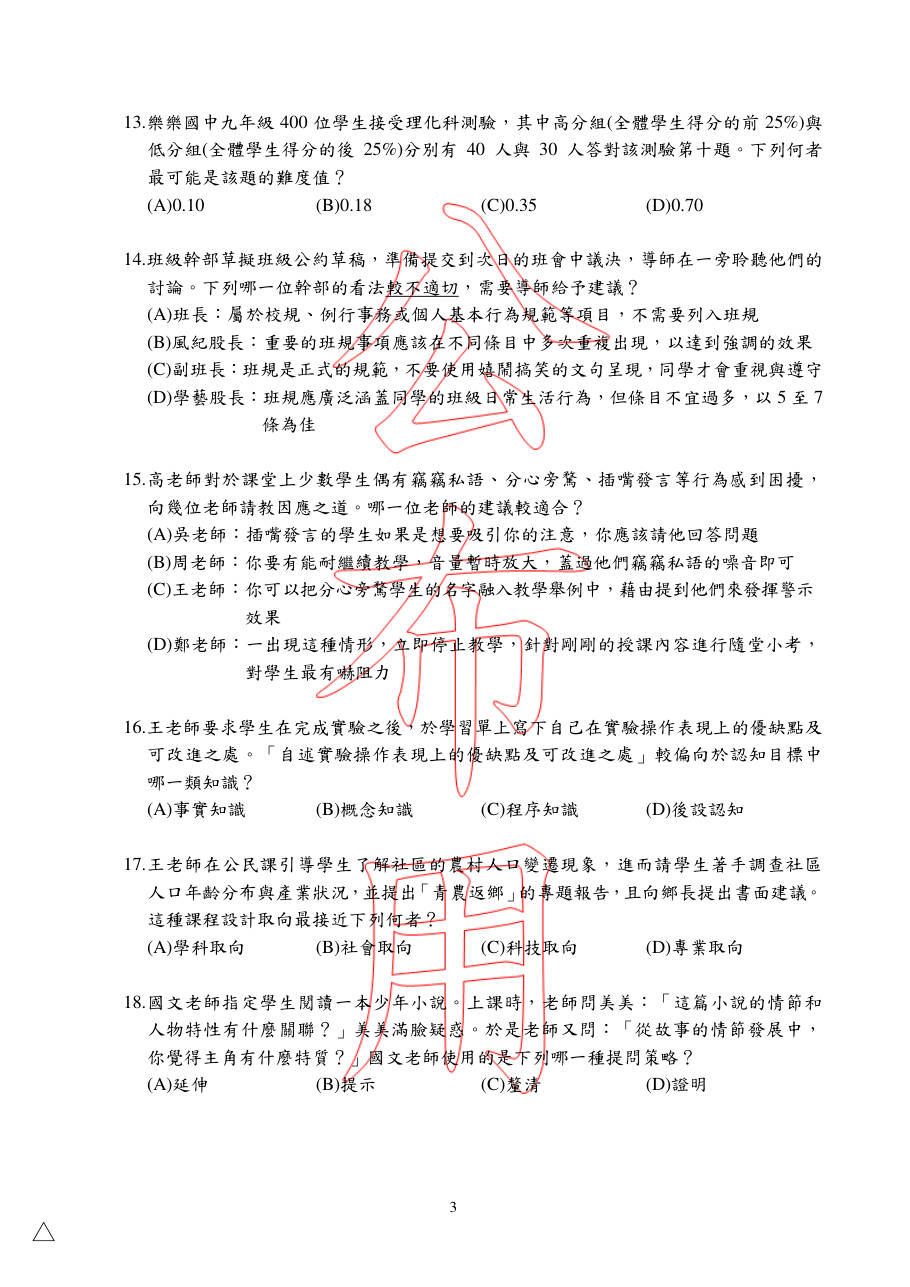 13.樂樂國中九年級 400 位學生接受理化科測驗，其中高分組(全體學生得分的前 25%)與
低分組(全體學生得分的後 25%)分別有 40 人與 30 人答對該測驗第十題。下列何者
最可能是該題的難度值？
(A)0.10 (B)0.18 (C)0.35 (D)0.70
14.班級幹部草擬班級公約草稿，準備提交到次日的班會中議決，導師在一旁聆聽他們的
討論。下列哪一位幹部的看法較不適切，需要導師給予建議？
(A)班長：屬於校規、例行事務或個人基本行為規範等項目，不需要列入班規
(B)風紀股長：重要的班規事項應該在不同條目中多次重複出現，以達到強調的效果
(C)副班長：班規是正式的規範，不要使用嬉鬧搞笑的文句呈現，同學才會重視與遵守
(D)學藝股長：班規應廣泛涵蓋同學的班級日常生活行為，但條目不宜過多，以 5 至 7
條為佳
15.高老師對於課堂上少數學生偶有竊竊私語、分心旁騖、插嘴發言等行為感到困擾，
向幾位老師請教因應之道。哪一位老師的建議較適合？
(A)吳老師：插嘴發言的學生如果是想要吸引你的注意，你應該請他回答問題
(B)周老師：你要有能耐繼續教學，音量暫時放大，蓋過他們竊竊私語的噪音即可
(C)王老師：你可以把分心旁騖學生的名字融入教學舉例中，藉由提到他們來發揮警示
效果
(D)鄭老師：一出現這種情形，立即停止教學，針對剛剛的授課內容進行隨堂小考，
對學生最有嚇阻力
16.王老師要求學生在完成實驗之後，於學習單上寫下自己在實驗操作表現上的優缺點及
可改進之處。「自述實驗操作表現上的優缺點及可改進之處」較偏向於認知目標中
哪一類知識？
(A)事實知識 (B)概念知識 (C)程序知識 (D)後設認知
17.王老師在公民課引導學生了解社區的農村人口變遷現象，進而請學生著手調查社區
人口年齡分布與產業狀況，並提出「青農返鄉」的專題報告，且向鄉長提出書面建議。
這種課程設計取向最接近下列何者？
(A)學科取向 (B)社會取向 (C)科技取向 (D)專業取向
18.國文老師指定學生閱讀一本少年小說。上課時，老師問美美：「這篇小說的情節和
人物特性有什麼關聯？」美美滿臉疑惑。於是老師又問：「從故事的情節發展中，
你覺得主角有什麼特質？」國文老師使用的是下列哪一種提問策略？
(A)延伸 (B)提示 (C)釐清 (D)證明
公布用
3